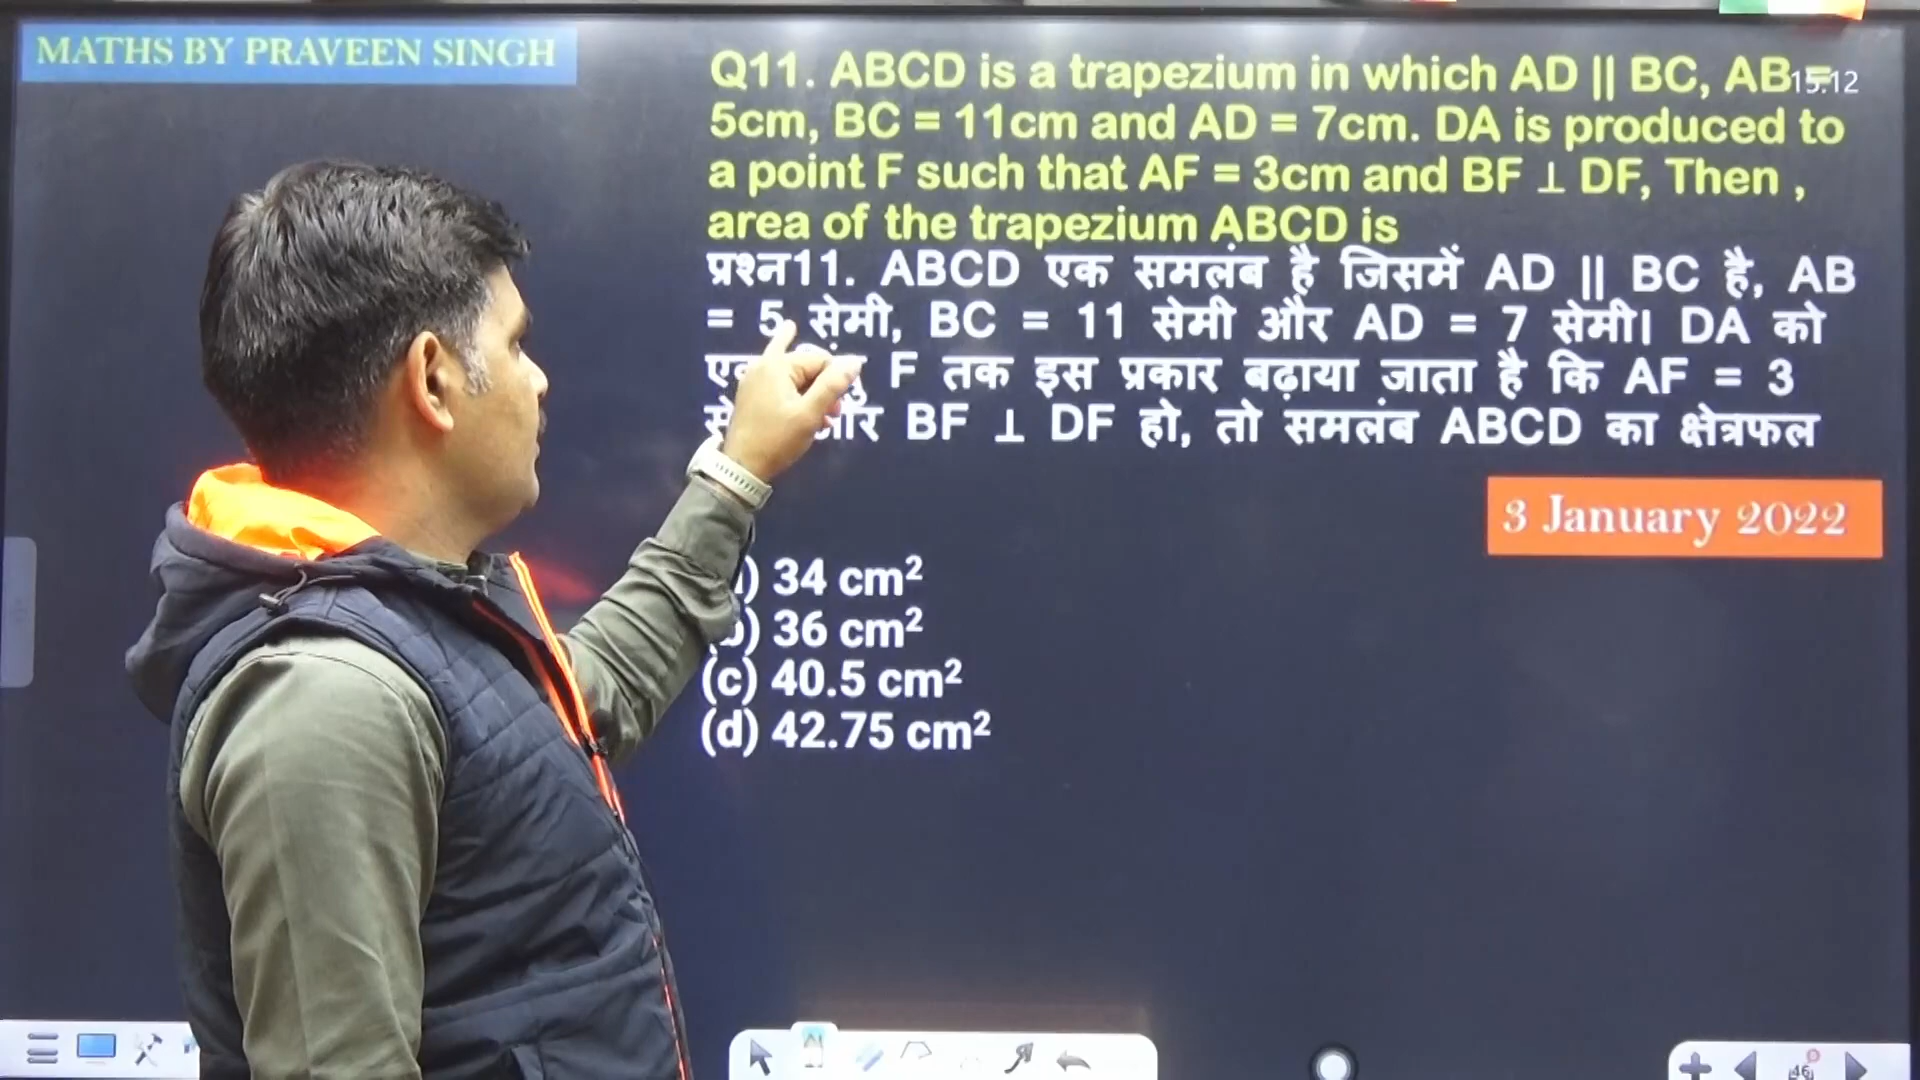 MATHS BY PRAVEEN SINGH
Q11. ABCD is a trapezium in which AD || BC, AB =
15:12
5cm, BC = 11cm and AD = 7cm. DA is produced to
a point F such that AF = 3cm and BF ⊥ DF, Then ,
area of the trapezium ABCD is
प्रश्न11. ABCD एक समलंब है जिसमें AD || BC है, AB
= 5 सेमी, BC = 11 सेमी और AD = 7 सेमी। DA को
F तक इस प्रकार बढ़ाया जाता है कि AF = 3
और BF ⊥ DF हो, तो समलंब ABCD का क्षेत्रफल
3 January 2022
) 34 cm²
(b) 36 cm²
(c) 40.5 cm²
(d) 42.75 cm²
46